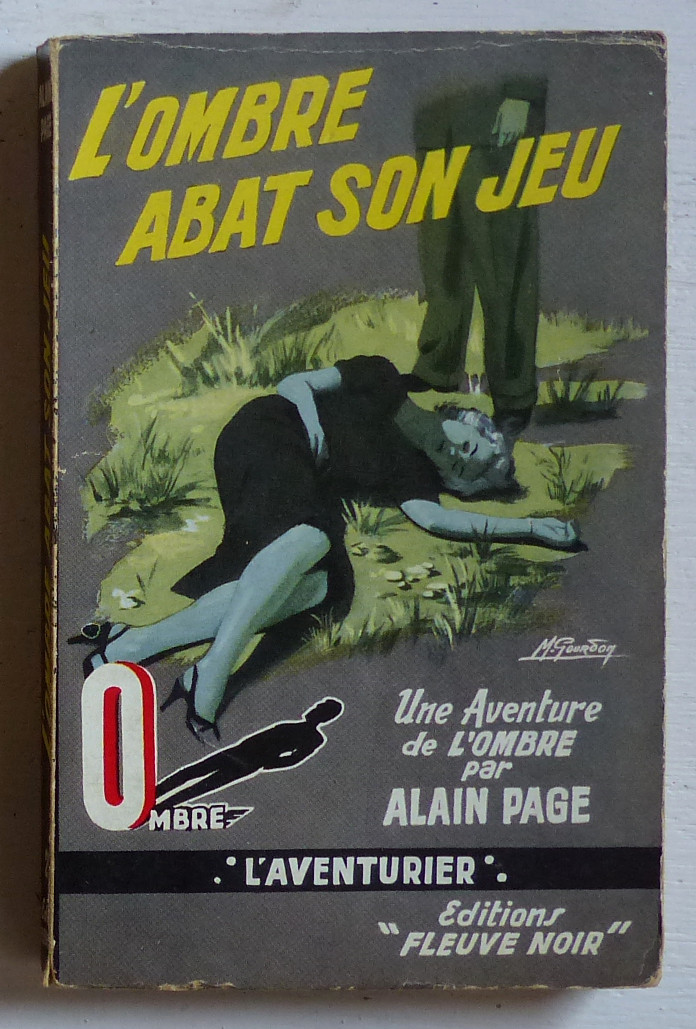 L'OMBRE
ABAT SON JEU
M. Gourdon
Une Aventure
de L'OMBRE
par
ALAIN PAGE
OMBRE
L'AVENTURIER
Editions
"FLEUVE NOIR"